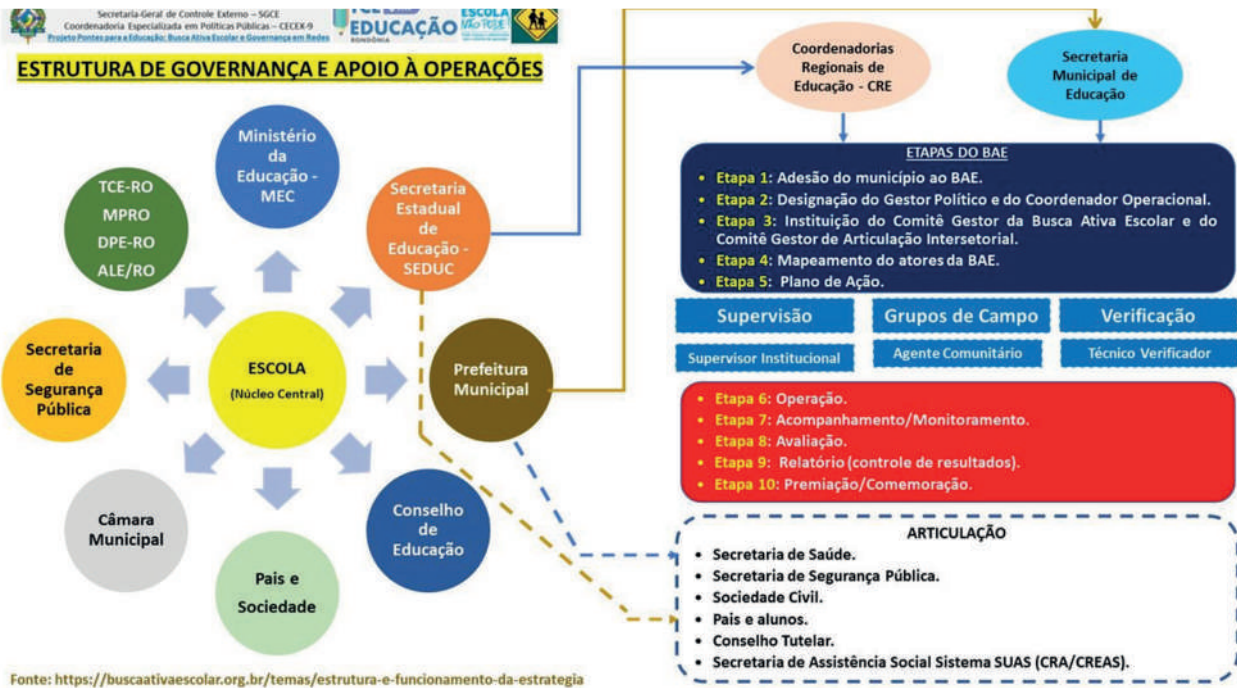 Secretaria-Geral de Controle Externo – SGCE
Coordenadoria Especializada em Políticas Públicas – CECEX-9
Projeto Pontes para a Educação: Busca Ativa Escolar e Governança em Redes
EDUCAÇÃO
RONDÔNIA
ESCOLA
ESTRUTURA DE GOVERNANÇA E APOIO À OPERAÇÕES
Ministério
da
Educação -
MEC
TCE-RO
MPRO
DPE-RO
ALE/RO
Secretaria
Estadual
de
Educação -
SEDUC
Secretaria
de
Segurança
Pública
ESCOLA
(Núcleo Central)
Prefeitura
Municipal
Câmara
Municipal
Pais e
Sociedade
Conselho
de
Educação
Fonte: https://buscaativaescolar.org.br/temas/estrutura-e-funcionamento-da-estrategia
Coordenadorias
Regionais de
Educação - CRE
Secretaria
Municipal de
Educação
ETAPAS DO BAE
• Etapa 1: Adesão do município ao BAE.
• Etapa 2: Designação do Gestor Político e do Coordenador Operacional.
• Etapa 3: Instituição do Comitê Gestor da Busca Ativa Escolar e do
Comitê Gestor de Articulação Intersetorial.
• Etapa 4: Mapeamento do atores da BAE.
• Etapa 5: Plano de Ação.
Supervisão
Grupos de Campo
Verificação
Supervisor Institucional
Agente Comunitário
Técnico Verificador
• Etapa 6: Operação.
• Etapa 7: Acompanhamento/Monitoramento.
• Etapa 8: Avaliação.
• Etapa 9: Relatório (controle de resultados).
• Etapa 10: Premiação/Comemoração.
ARTICULAÇÃO
• Secretaria de Saúde.
• Secretaria de Segurança Pública.
• Sociedade Civil.
• Pais e alunos.
• Conselho Tutelar.
• Secretaria de Assistência Social Sistema SUAS (CRA/CREAS).